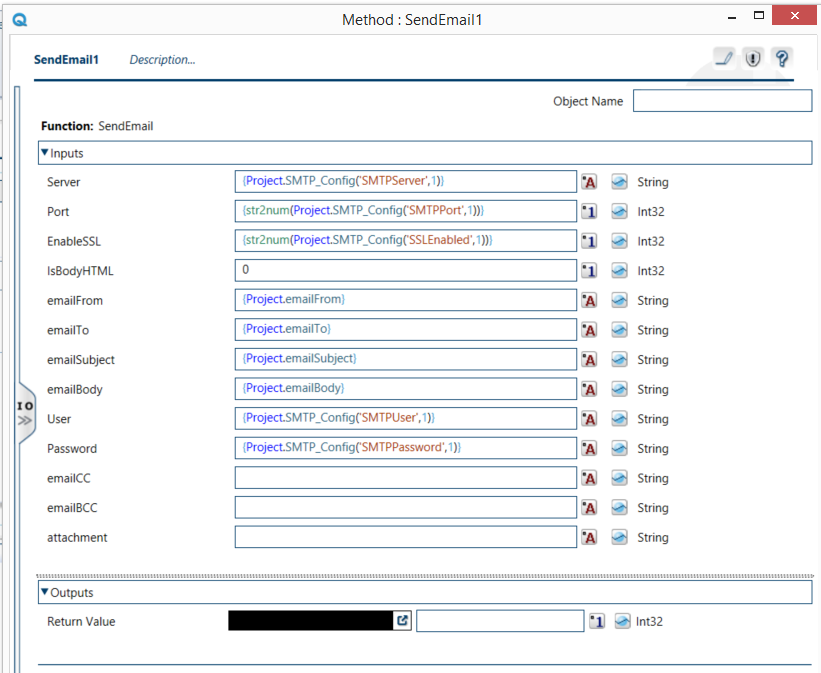 Method : SendEmail1
SendEmail1 Description...
Object Name
Function: SendEmail
Inputs
Server {Project.SMTP_Config('SMTPServer',1)} A String
Port {str2num(Project.SMTP_Config('SMTPPort',1))} 1 Int32
EnableSSL {str2num(Project.SMTP_Config('SSLEnabled',1))} 1 Int32
IsBodyHTML 0 1 Int32
emailFrom {Project.emailFrom} A String
emailTo {Project.emailTo} A String
emailSubject {Project.emailSubject} A String
emailBody {Project.emailBody} A String
IO
User {Project.SMTP_Config('SMTPUser',1)} A String
Password {Project.SMTP_Config('SMTPPassword',1)} A String
emailCC A String
emailBCC A String
attachment A String
Outputs
Return Value 1 Int32